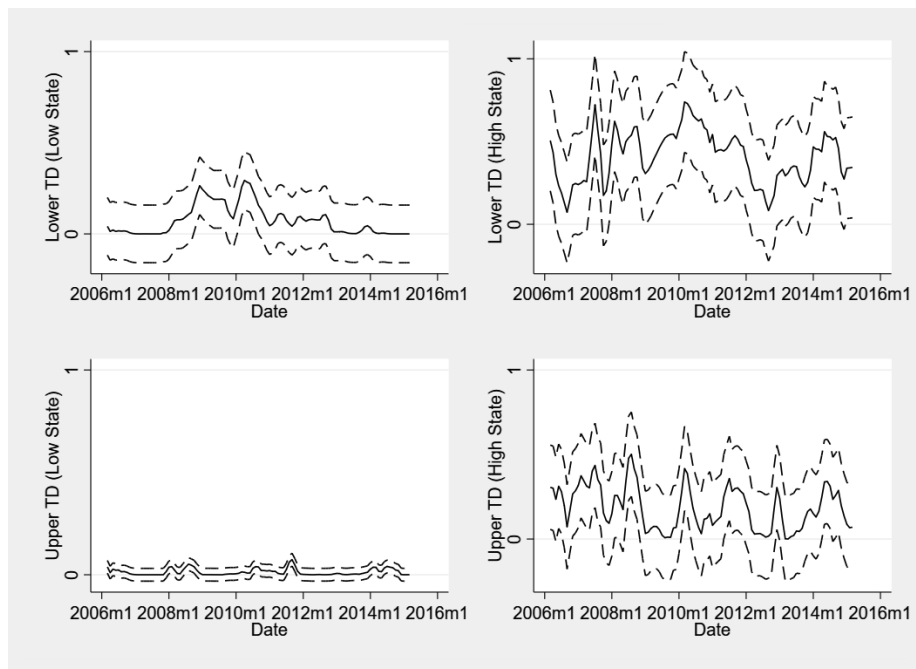 Lower TD (Low State)
1
0
2006m1 2008m1 2010m1 2012m1 2014m1 2016m1
Date
Lower TD (High State)
1
0
2006m1 2008m1 2010m1 2012m1 2014m1 2016m1
Date
Upper TD (Low State)
1
0
2006m1 2008m1 2010m1 2012m1 2014m1 2016m1
Date
Upper TD (High State)
1
0
2006m1 2008m1 2010m1 2012m1 2014m1 2016m1
Date